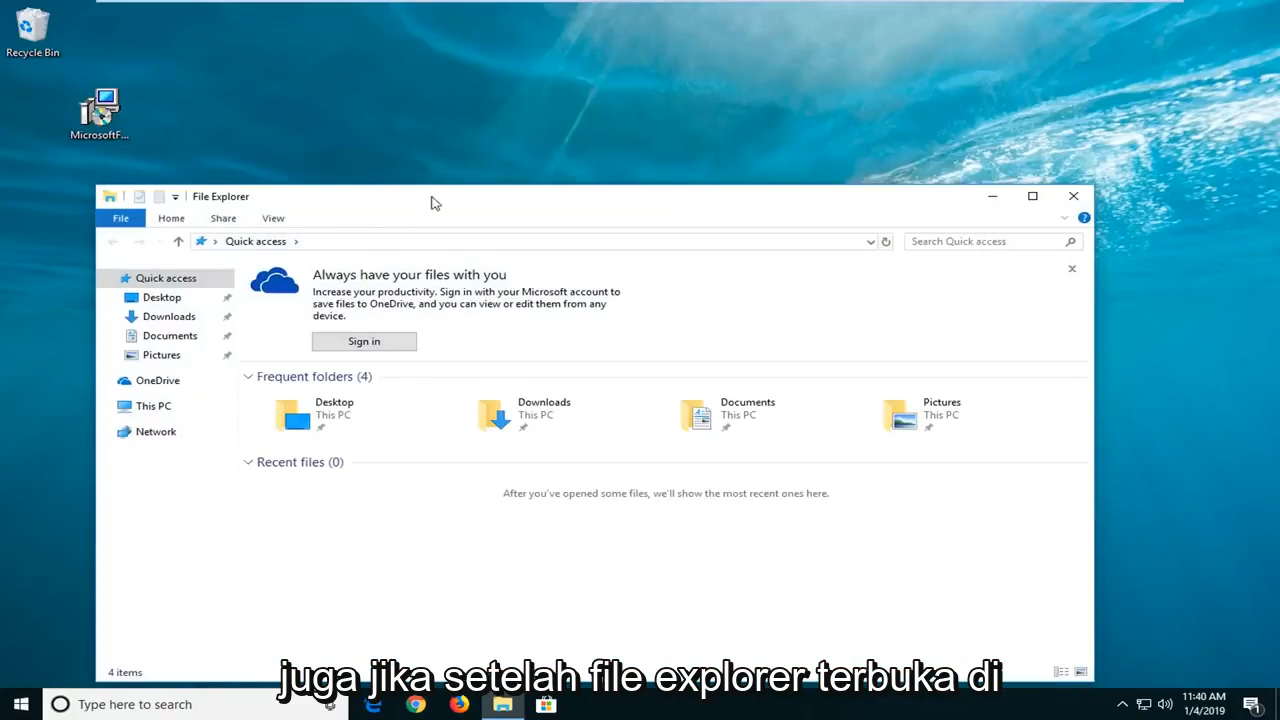 Recycle Bin
MicrosoftF...
File Explorer
File
Home
Share
View
Quick access
Search Quick access
Quick access
Desktop
Downloads
Documents
Pictures
OneDrive
This PC
Network
Always have your files with you
Increase your productivity. Sign in with your Microsoft account to
save files to OneDrive, and you can view or edit them from any
device.
Sign in
Frequent folders (4)
Desktop
This PC
Downloads
This PC
Documents
This PC
Pictures
This PC
Recent files (0)
After you've opened some files, we'll show the most recent ones here.
4 items
juga jika setelah file explorer terbuka di
Type here to search
11:40 AM
1/4/2019
1